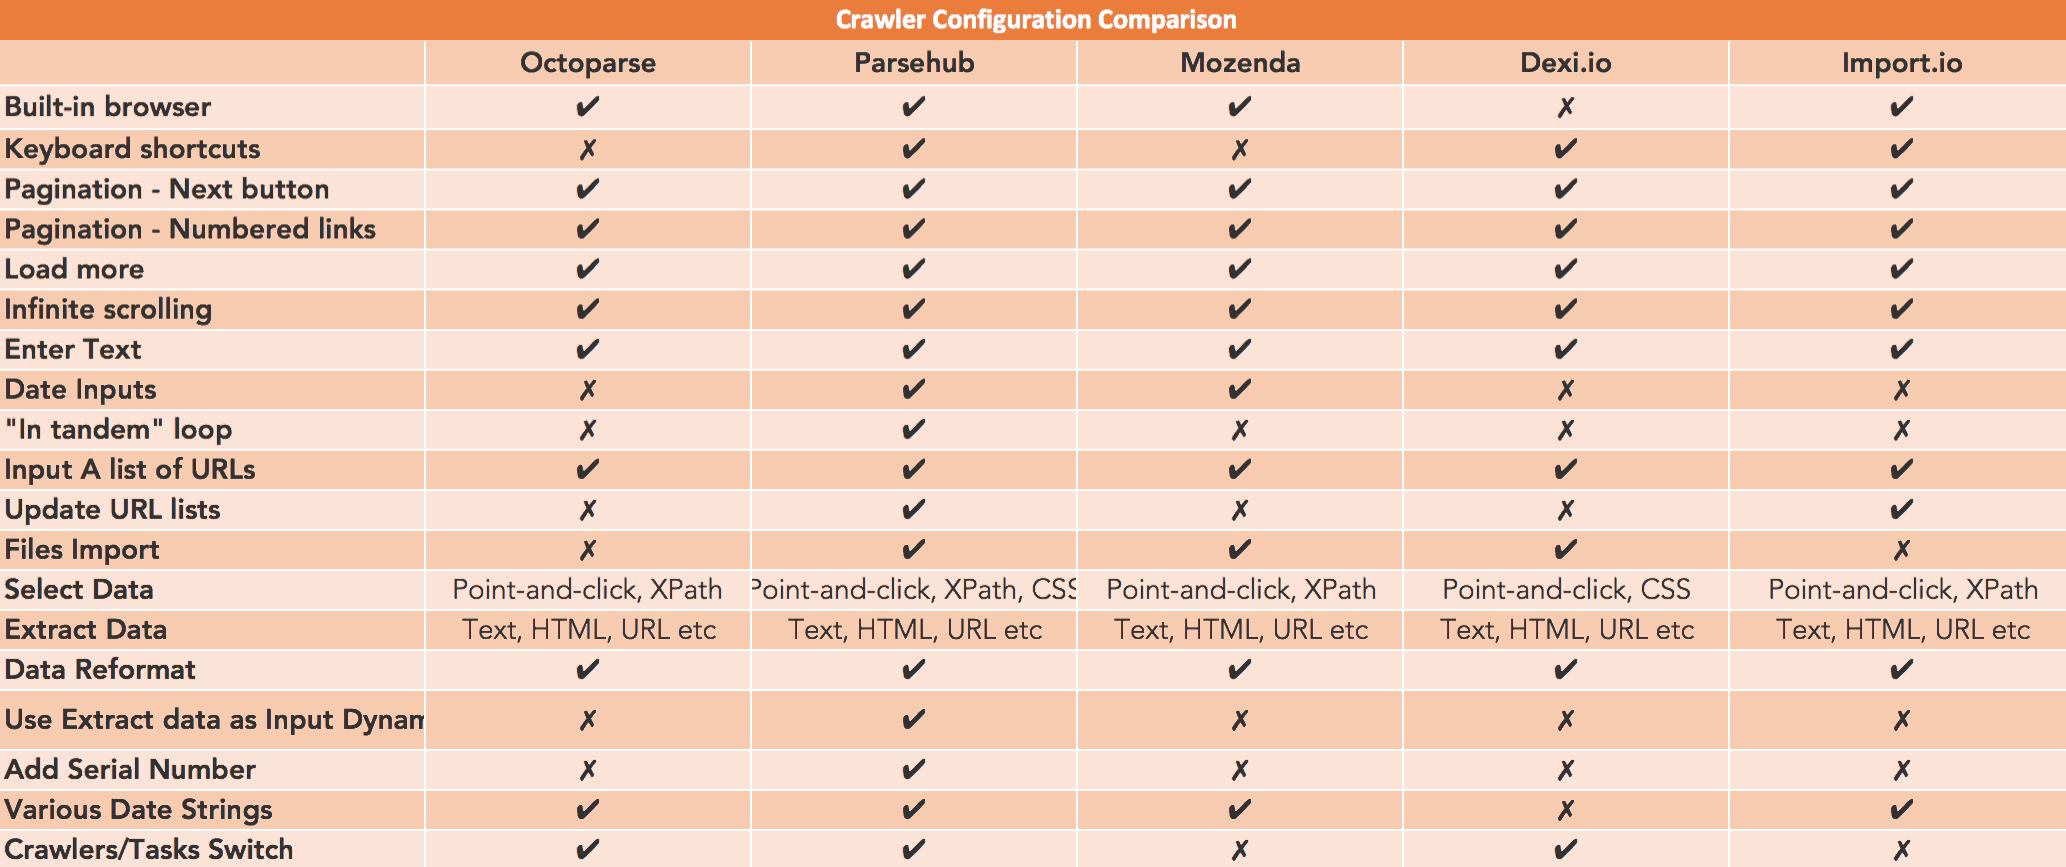 Crawler Configuration Comparison
Octoparse Parsehub Mozenda Dexi.io Import.io
Built-in browser ✔ ✔ ✔ ✗ ✔
Keyboard shortcuts ✗ ✔ ✗ ✔ ✔
Pagination - Next button ✔ ✔ ✔ ✔ ✔
Pagination - Numbered links ✔ ✔ ✔ ✔ ✔
Load more ✔ ✔ ✔ ✔ ✔
Infinite scrolling ✔ ✔ ✔ ✔ ✔
Enter Text ✔ ✔ ✔ ✔ ✔
Date Inputs ✗ ✔ ✔ ✗ ✗
"In tandem" loop ✗ ✔ ✗ ✗ ✗
Input A list of URLs ✔ ✔ ✔ ✔ ✔
Update URL lists ✗ ✔ ✗ ✗ ✔
Files Import ✗ ✔ ✔ ✔ ✗
Select Data Point-and-click, XPath Point-and-click, XPath, CSS Point-and-click, XPath Point-and-click, CSS Point-and-click, XPath
Extract Data Text, HTML, URL etc Text, HTML, URL etc Text, HTML, URL etc Text, HTML, URL etc Text, HTML, URL etc
Data Reformat ✔ ✔ ✔ ✔ ✔
Use Extract data as Input Dynam ✗ ✔ ✗ ✗ ✗
Add Serial Number ✗ ✔ ✗ ✗ ✗
Various Date Strings ✔ ✔ ✔ ✗ ✔
Crawlers/Tasks Switch ✔ ✔ ✗ ✔ ✗